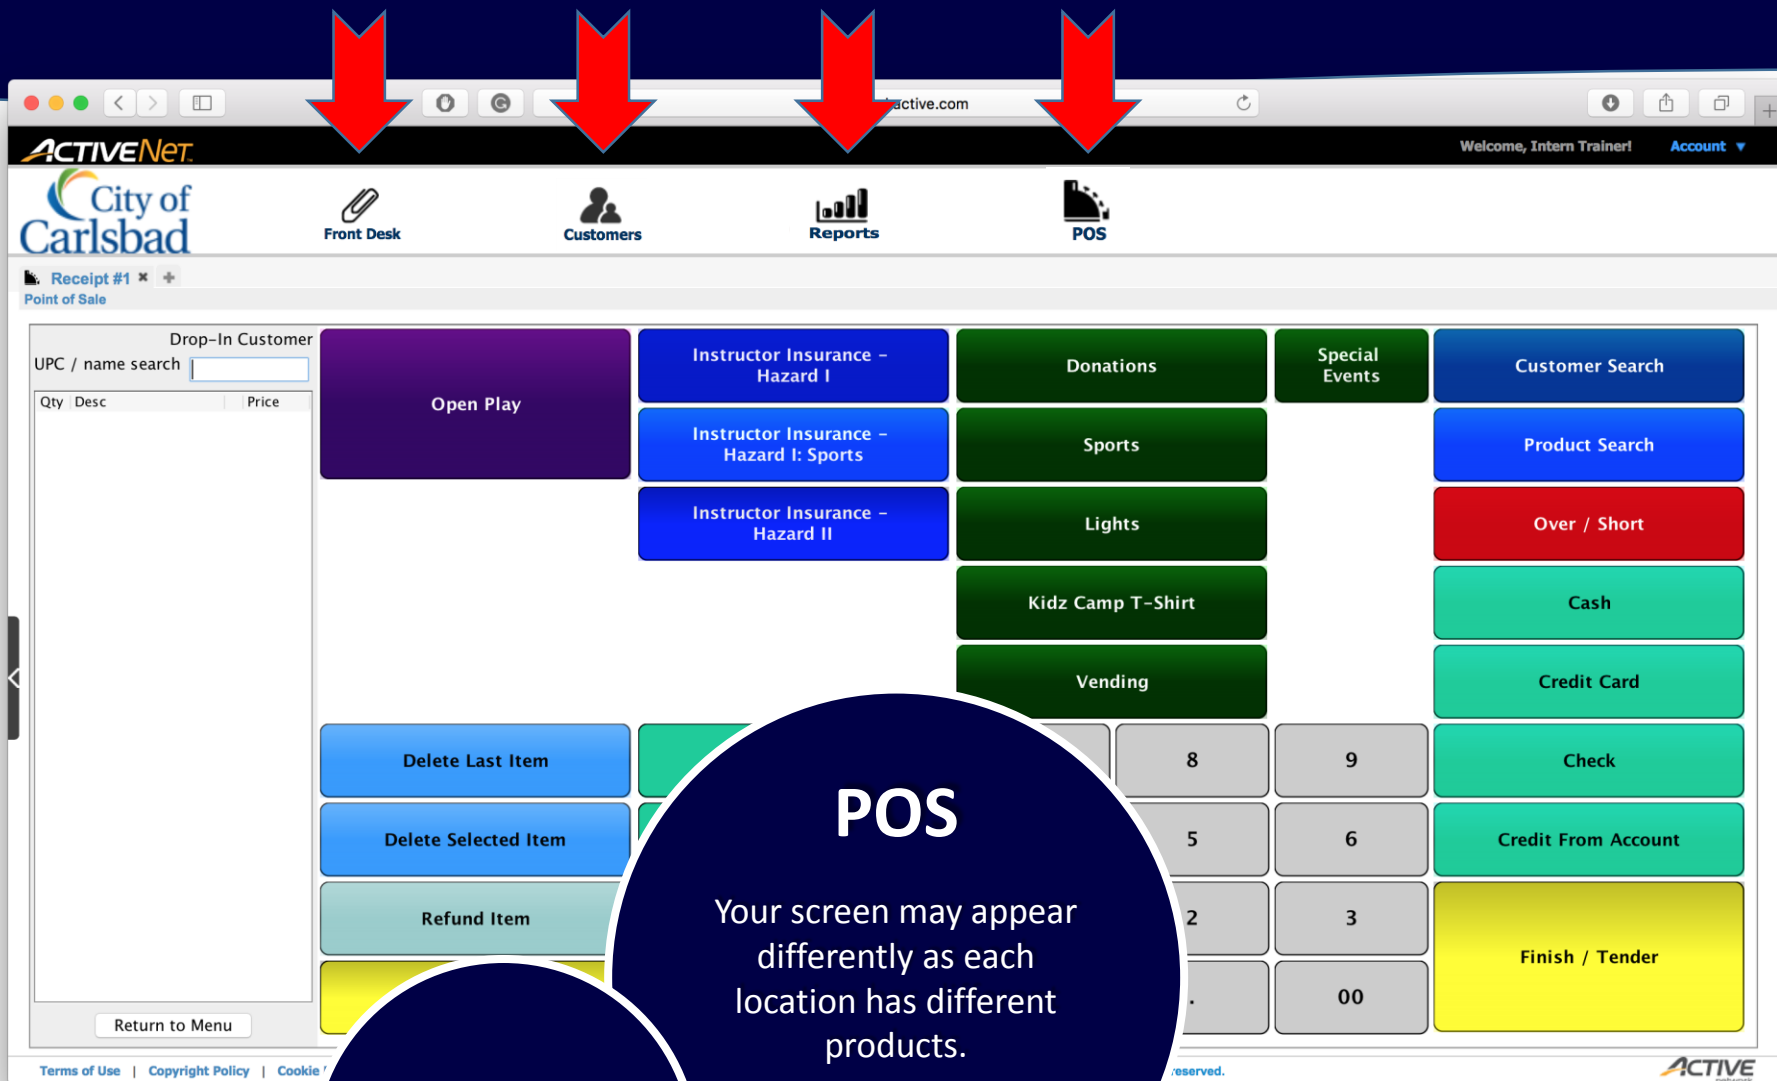 active.com
ACTIVENet
Welcome, Intern Trainer!
Account
City of
Carlsbad
Front Desk
Customers
Reports
POS
Receipt #1
Point of Sale
Drop-In Customer
UPC / name search
Qty Desc Price
Open Play
Instructor Insurance –
Hazard I
Instructor Insurance –
Hazard I: Sports
Instructor Insurance –
Hazard II
Donations
Special
Events
Sports
Lights
Kidz Camp T-Shirt
Vending
Customer Search
Product Search
Over / Short
Cash
Credit Card
Check
Credit From Account
Finish / Tender
Delete Last Item
Delete Selected Item
Refund Item
8
9
5
6
2
3
.
00
POS
Your screen may appear
differently as each
location has different
products.
Return to Menu
Terms of Use | Copyright Policy | Cookie
reserved.
ACTIVE
network